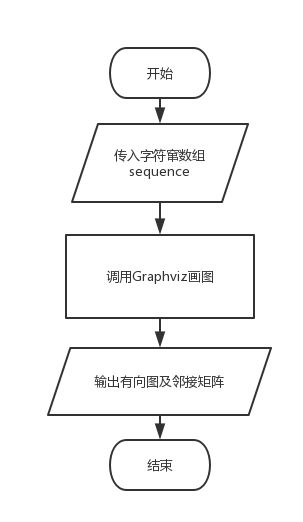 开始
传入字符窜数组
sequence
调用Graphviz画图
输出有向图及邻接矩阵
结束